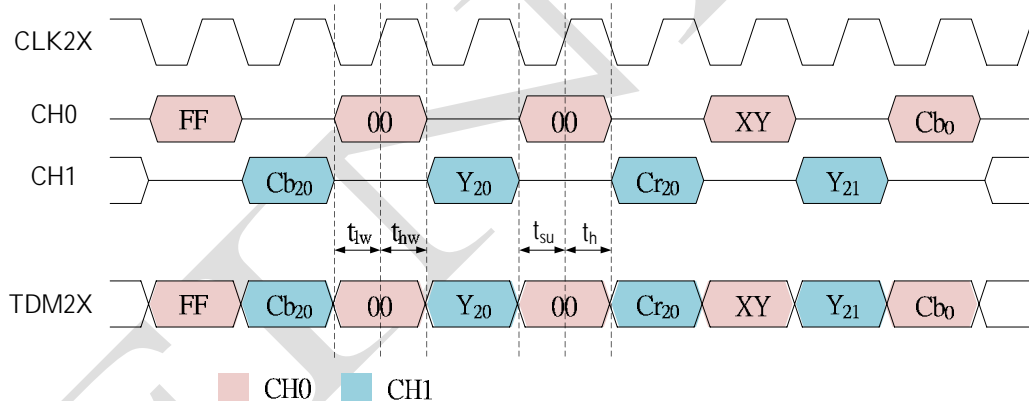 CLK2X
CH0 FF 00 00 XY Cb0
CH1 Cb20 Y20 Cr20 Y21
tlw thw tsu th
TDM2X FF Cb20 00 Y20 00 Cr20 XY Y21 Cb0
CH0 CH1